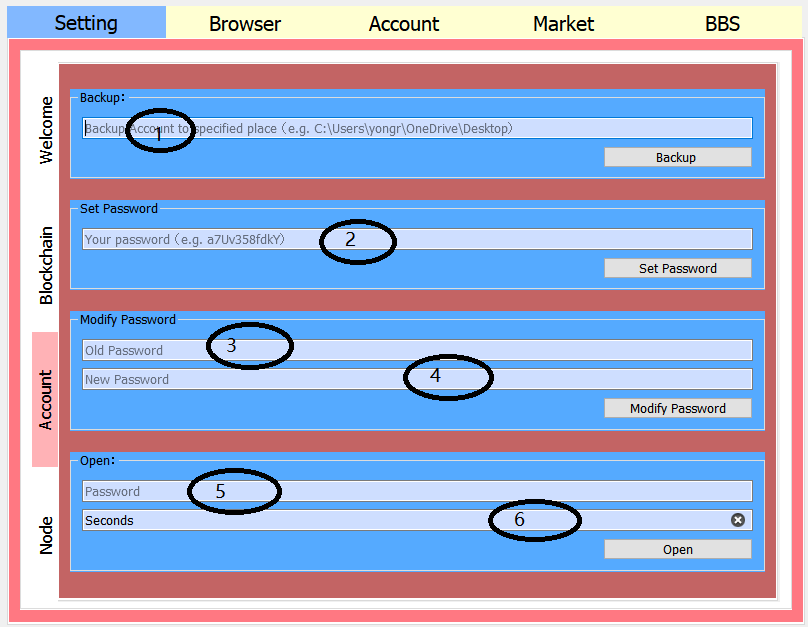 Setting Browser Account Market BBS
Welcome
Blockchain
Account
Node
Backup:
Backup Account to specified place (e.g. C:\Users\yongr\OneDrive\Desktop)
1
Backup
Set Password
Your password (e.g. a7Uv358fdkY)
2
Set Password
Modify Password
Old Password
3
New Password
4
Modify Password
Open:
Password
5
Seconds
6
Open